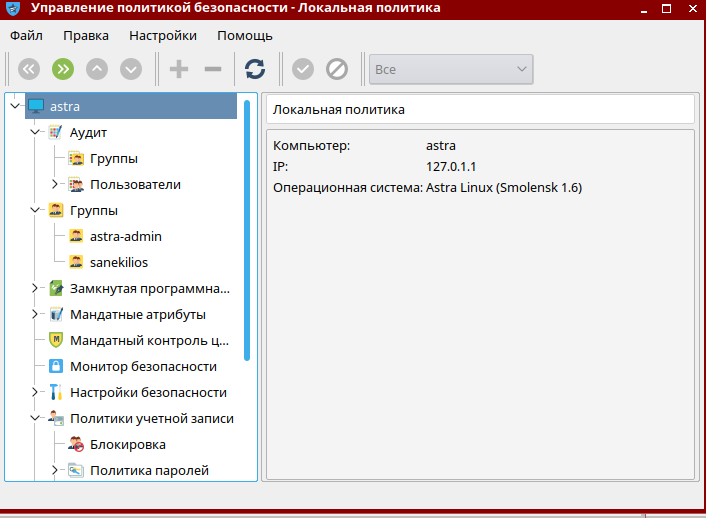 Управление политикой безопасности - Локальная политика
Файл Правка Настройки Помощь
Все
astra
Аудит
Группы
Пользователи
Группы
astra-admin
sanekilios
Замкнутая программна...
Мандатные атрибуты
Мандатный контроль ц...
Монитор безопасности
Настройки безопасности
Политики учетной записи
Блокировка
Политика паролей
Локальная политика
Компьютер: astra
IP: 127.0.1.1
Операционная система: Astra Linux (Smolensk 1.6)